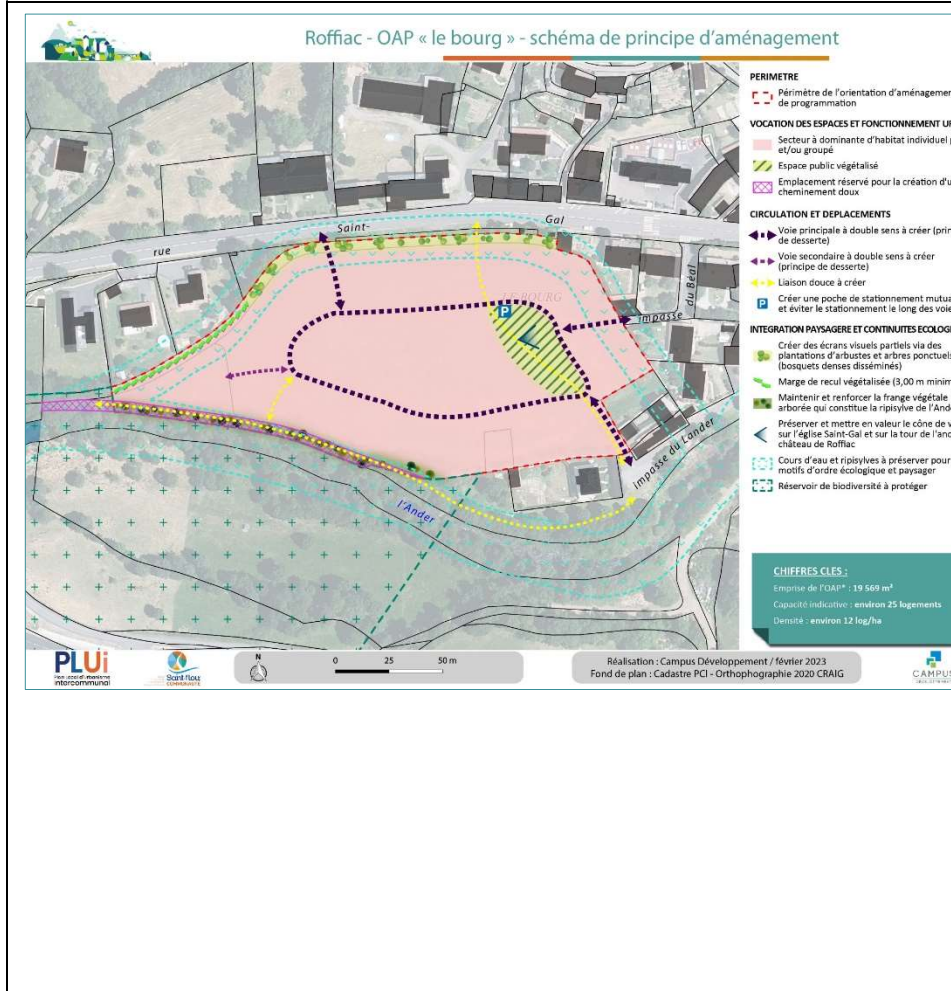 Roffiac - OAP « le bourg » - schéma de principe d'aménagement
PERIMETRE
Périmètre de l'orientation d'aménagemen
de programmation
VOCATION DES ESPACES ET FONCTIONNEMENT UR
Secteur à dominante d'habitat individuel p
et/ou groupé
Espace public végétalisé
Emplacement réservé pour la création d'u
cheminement doux
CIRCULATION ET DEPLACEMENTS
Voie principale à double sens à créer (prin
de desserte)
Voie secondaire à double sens à créer
(principe de desserte)
Liaison douce à créer
P
Créer une poche de stationnement mutua
et éviter le stationnement le long des voie
INTEGRATION PAYSAGERE ET CONTINUITES ECOLOG
Créer des écrans visuels partiels via des
plantations d'arbustes et arbres ponctuels
(bosquets denses disséminés)
Marge de recul végétalisée (3,00 m minim
Maintenir et renforcer la frange végétale
arborée qui constitue la ripisylve de l'And
Préserver et mettre en valeur le cône de v
sur l'église Saint-Gal et sur la tour de l'anc
château de Roffiac
Cours d'eau et ripisylves à préserver pour
motifs d'ordre écologique et paysager
Réservoir de biodiversité à protéger
CHIFFRES CLES :
Emprise de l'OAP* : 19 569 m²
Capacité indicative : environ 25 logements
Densité : environ 12 log/ha
rue Saint- Gal
LE BOURG
P
impasse du Béal
impasse du Lander
l'Ander
PLUi
Plan Local d'Urbanisme
intercommunal
Saint-Flour
COMMUNAUTÉ
N
0 25 50 m
Réalisation : Campus Développement / février 2023
Fond de plan : Cadastre PCI - Orthophographie 2020 CRAIG
CAMPUS